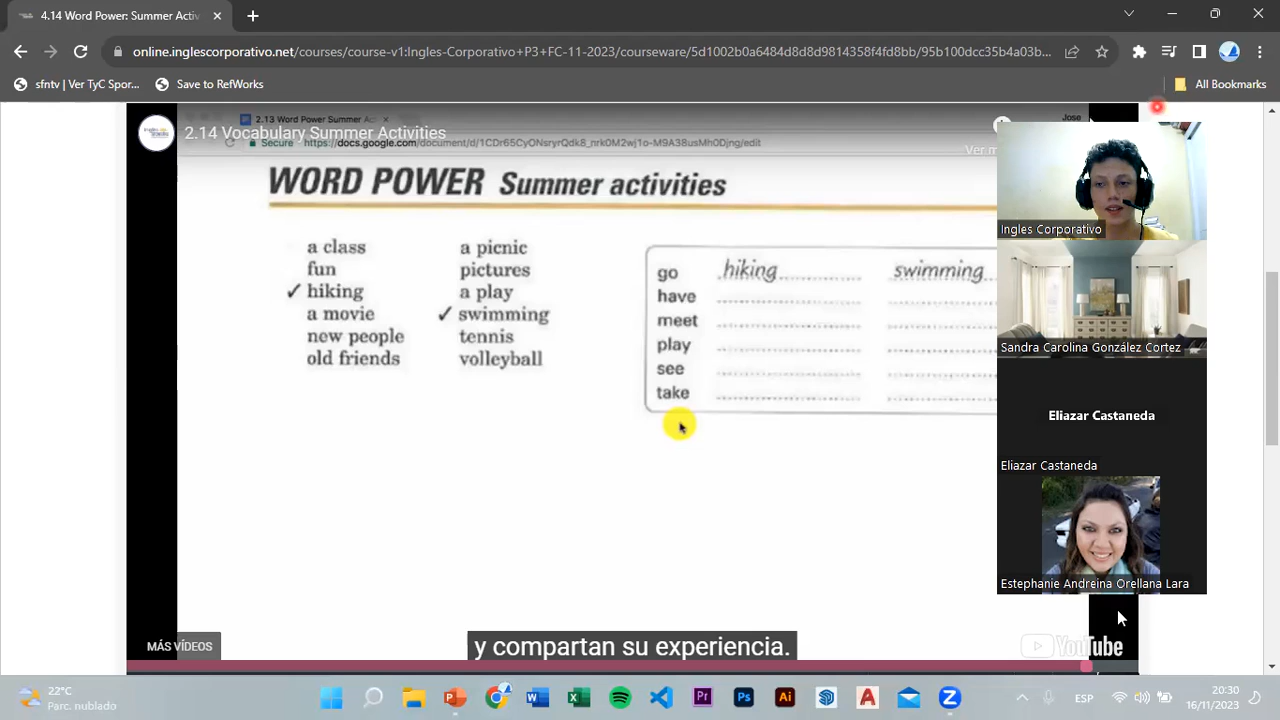 4.14 Word Power: Summer Activ
online.inglescorporativo.net/courses/course-v1:Ingles-Corporativo+P3+FC-11-2023/courseware/5d1002b0a6484d8d8d9814358f4fd8bb/95b100dcc35b4a03b...
sfntv | Ver TyC Spor...
Save to RefWorks
All Bookmarks
2.13 Word Power Summer Ac
Jose
2.14 Vocabulary Summer Activities
Secure
https://docs.google.com/document/d/1CDr65CyONsryrQdk8_nrk0M2wj1o-M9A38usMh0Djng/edit
Ver m
WORD POWER Summer activities
a class
fun
✓ hiking
a movie
new people
old friends
a picnic
pictures
a play
✓ swimming
tennis
volleyball
go hiking swimming
have
meet
play
see
take
Ingles Corporativo
Sandra Carolina González Cortez
Eliazar Castaneda
Eliazar Castaneda
Estephanie Andreina Orellana Lara
y compartan su experiencia.
MÁS VÍDEOS
YouTube
22°C
Parc. nublado
ESP
20:30
16/11/2023